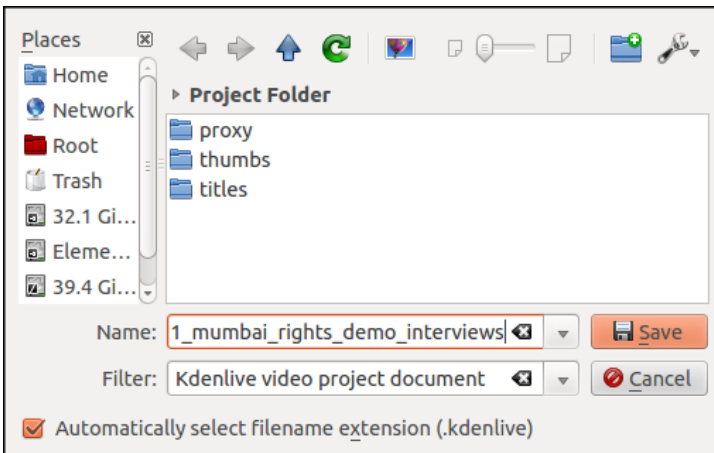 Places
Home
Network
Root
Trash
32.1 Gi...
Eleme...
39.4 Gi...
Project Folder
proxy
thumbs
titles
Name: 1_mumbai_rights_demo_interviews Save
Filter: Kdenlive video project document Cancel
Automatically select filename extension (.kdenlive)